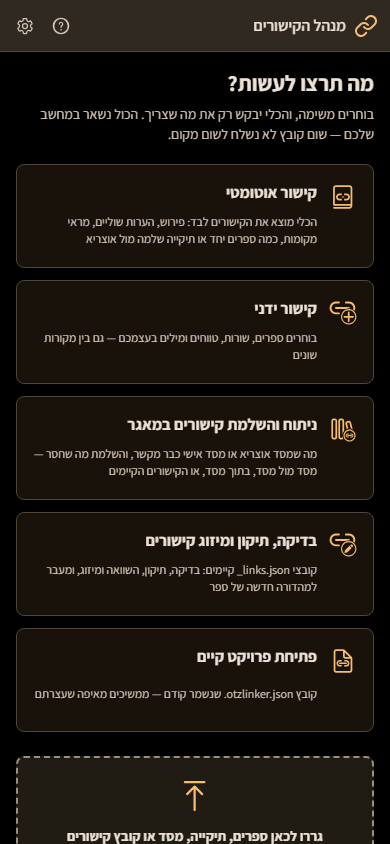 מנהל הקישורים
מה תרצו לעשות?
בוחרים משימה, והכלי יבקש רק את מה שצריך. הכול נשאר במחשב
שלכם — שום קובץ לא נשלח לשום מקום.
קישור אוטומטי
הכלי מוצא את הקישורים לבד: פירוש, הערות שוליים, מראי
מקומות, כמה ספרים יחד או תיקייה שלמה מול אוצריא
קישור ידני
בוחרים ספרים, שורות, טווחים ומילים בעצמכם — גם בין מקורות
שונים
ניתוח והשלמת קישורים במאגר
מה שמסד אוצריא או מסד אישי כבר מקשר, והשלמת מה שחסר —
מסד מול מסד, בתוך מסד, או הקישורים הקיימים
בדיקה, תיקון ומיזוג קישורים
קובצי links.json_ קיימים: בדיקה, תיקון, השוואה ומיזוג, ומעבר
למהדורה חדשה של ספר
פתיחת פרויקט קיים
קובץ otzlinker.json. שנשמר קודם — ממשיכים מאיפה שעצרתם
גררו לכאן ספרים, תיקייה, מסד או קובץ קישורים